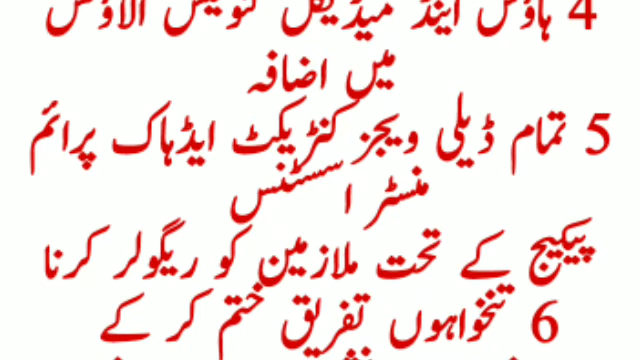 4 ہاؤس اینڈ میڈیکل کنوینس الاؤنس
میں اضافہ
5 تمام ڈیلی ویجز کنڑیکٹ ایڈہاک پرائم
منسٹر اسسٹنس
پیکیج کے تحت ملازمین کو ریگولر کرنا
6 تنخواہوں تفریق ختم کر کے